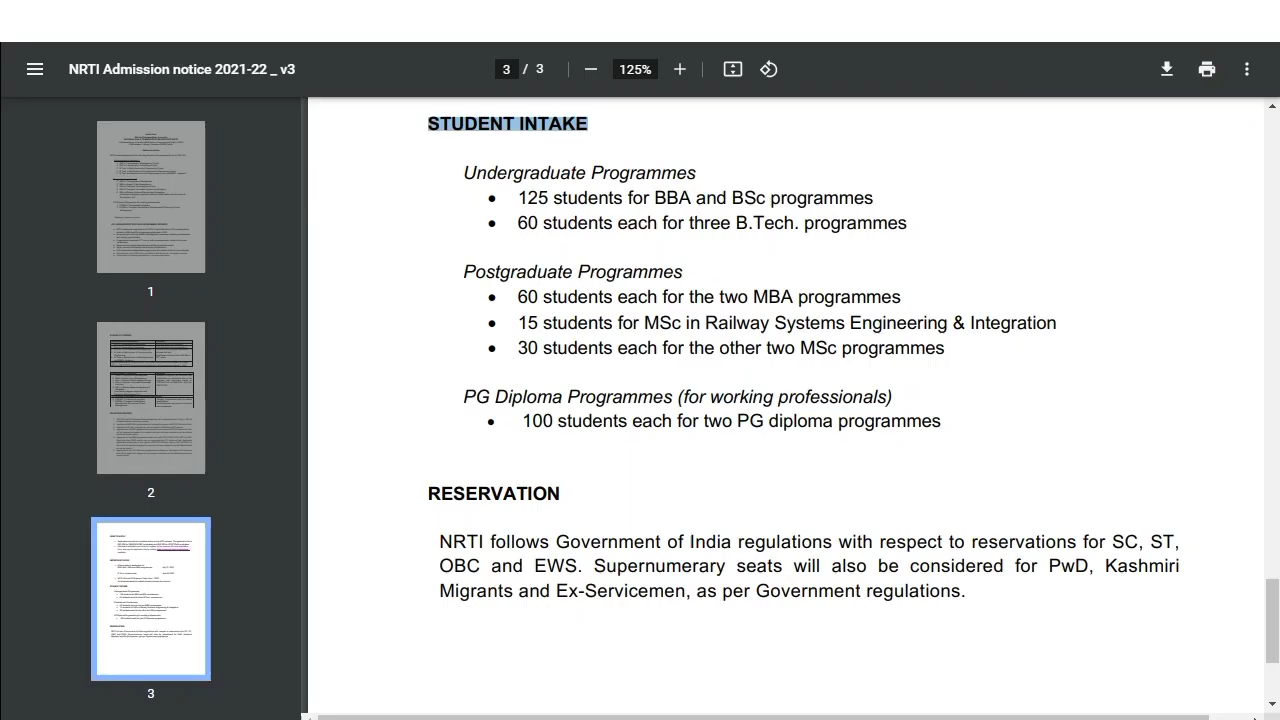 NRTI Admission notice 2021-22 _ v3
3 / 3
125%
STUDENT INTAKE
Undergraduate Programmes
• 125 students for BBA and BSc programmes
• 60 students each for three B.Tech. programmes
Postgraduate Programmes
• 60 students each for the two MBA programmes
• 15 students for MSc in Railway Systems Engineering & Integration
• 30 students each for the other two MSc programmes
PG Diploma Programmes (for working professionals)
• 100 students each for two PG diploma programmes
RESERVATION
NRTI follows Government of India regulations with respect to reservations for SC, ST,
OBC and EWS. Supernumerary seats will also be considered for PwD, Kashmiri
Migrants and Ex-Servicemen, as per Government regulations.
1
2
3